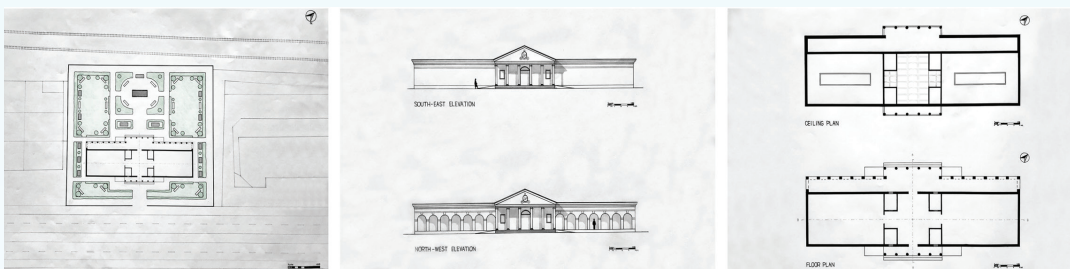 SOUTH-EAST ELEVATION
NORTH-WEST ELEVATION
CEILING PLAN
FLOOR PLAN